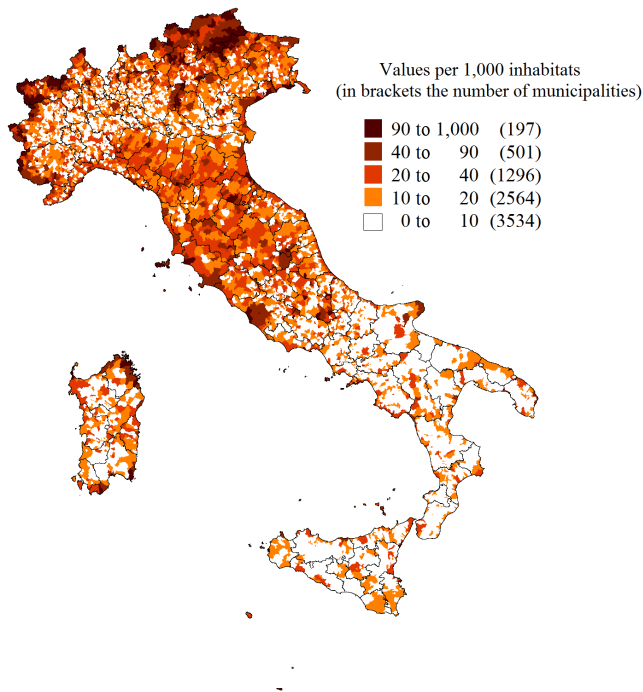 Values per 1,000 inhabitats
(in brackets the number of municipalities)
90 to 1,000 (197)
40 to 90 (501)
20 to 40 (1296)
10 to 20 (2564)
0 to 10 (3534)